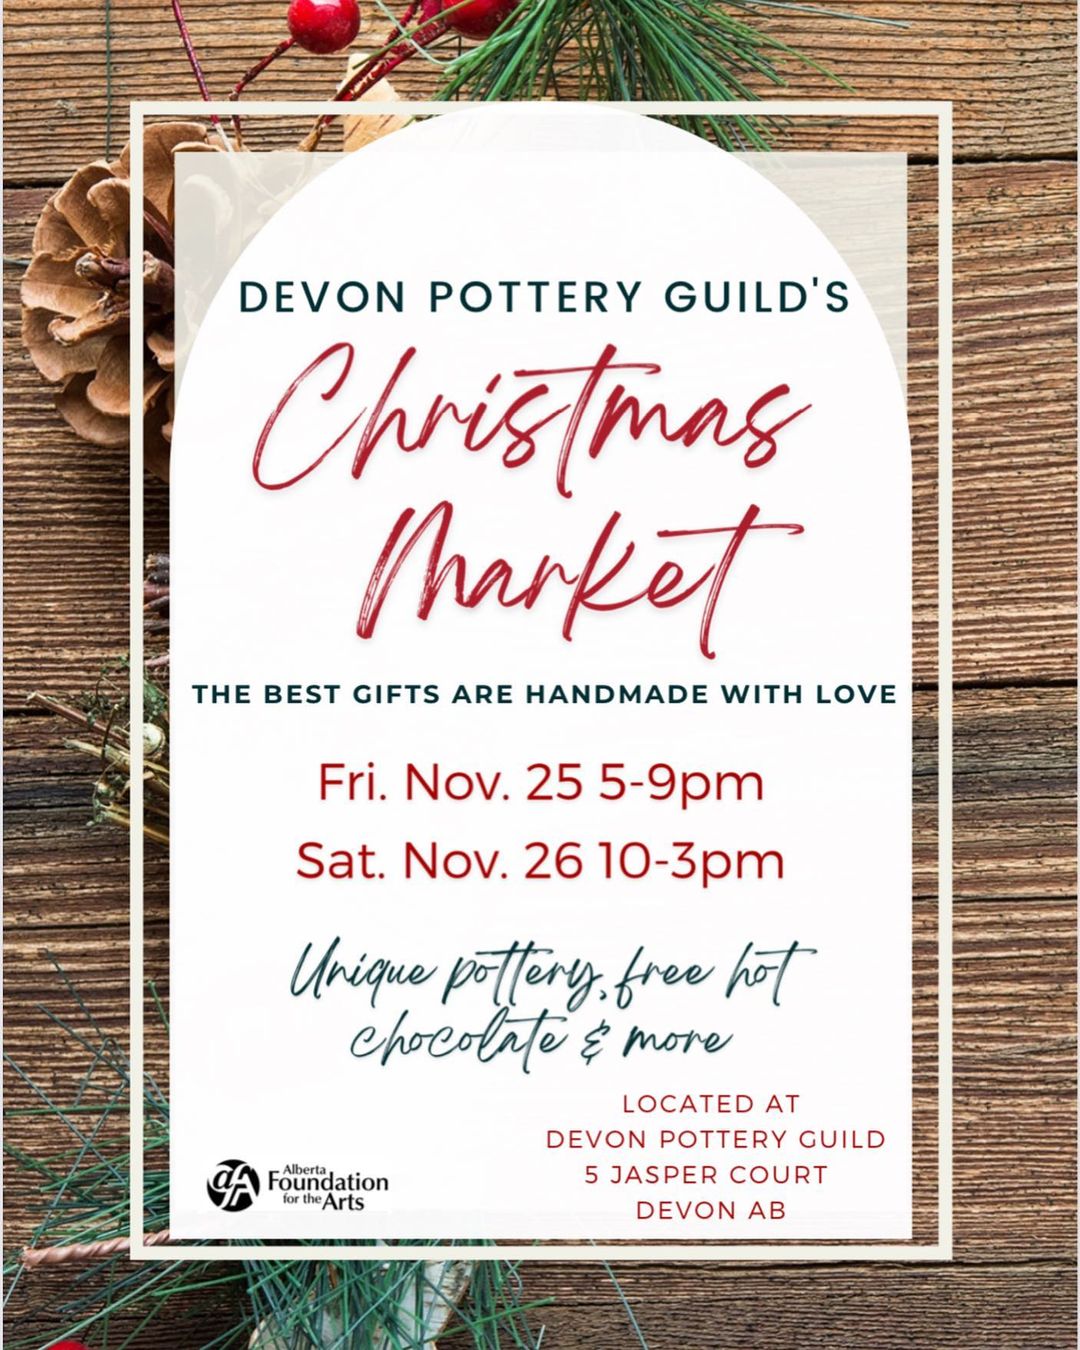 DEVON POTTERY GUILD'S
Christmas
Market
THE BEST GIFTS ARE HANDMADE WITH LOVE
Fri. Nov. 25 5-9pm
Sat. Nov. 26 10-3pm
Unique pottery, free hot
chocolate & more
LOCATED AT
DEVON POTTERY GUILD
5 JASPER COURT
DEVON AB
afA
Alberta
Foundation
for the Arts